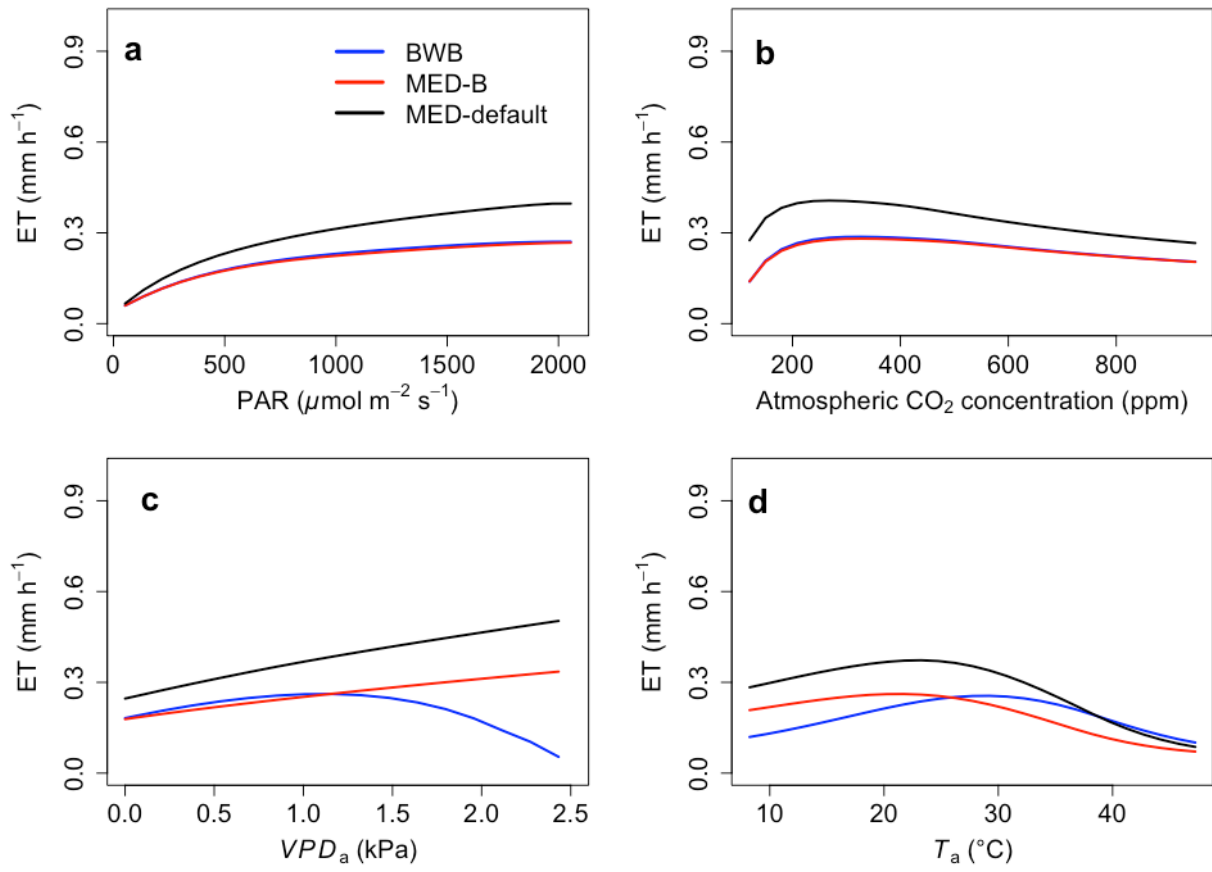 a
BWB
MED-B
MED-default
ET (mm h⁻¹)
0.0 0.3 0.6 0.9
0 500 1000 1500 2000
PAR (µmol m⁻² s⁻¹)
b
ET (mm h⁻¹)
0.0 0.3 0.6 0.9
200 400 600 800
Atmospheric CO₂ concentration (ppm)
c
ET (mm h⁻¹)
0.0 0.3 0.6 0.9
0.0 0.5 1.0 1.5 2.0 2.5
VPDₐ (kPa)
d
ET (mm h⁻¹)
0.0 0.3 0.6 0.9
10 20 30 40
Tₐ (°C)